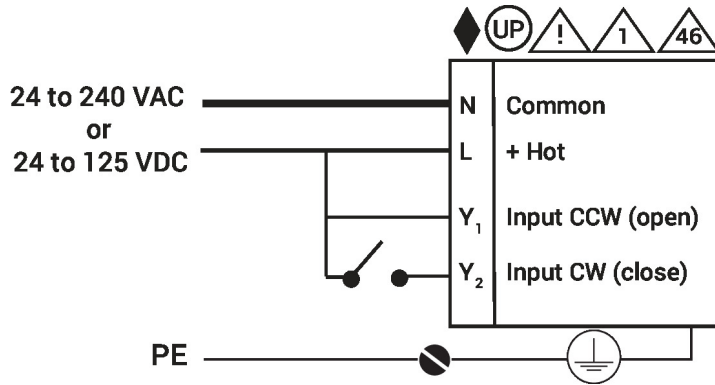 UP ! 1 46
24 to 240 VAC
or
24 to 125 VDC
N Common
L + Hot
Y1 Input CCW (open)
Y2 Input CW (close)
PE